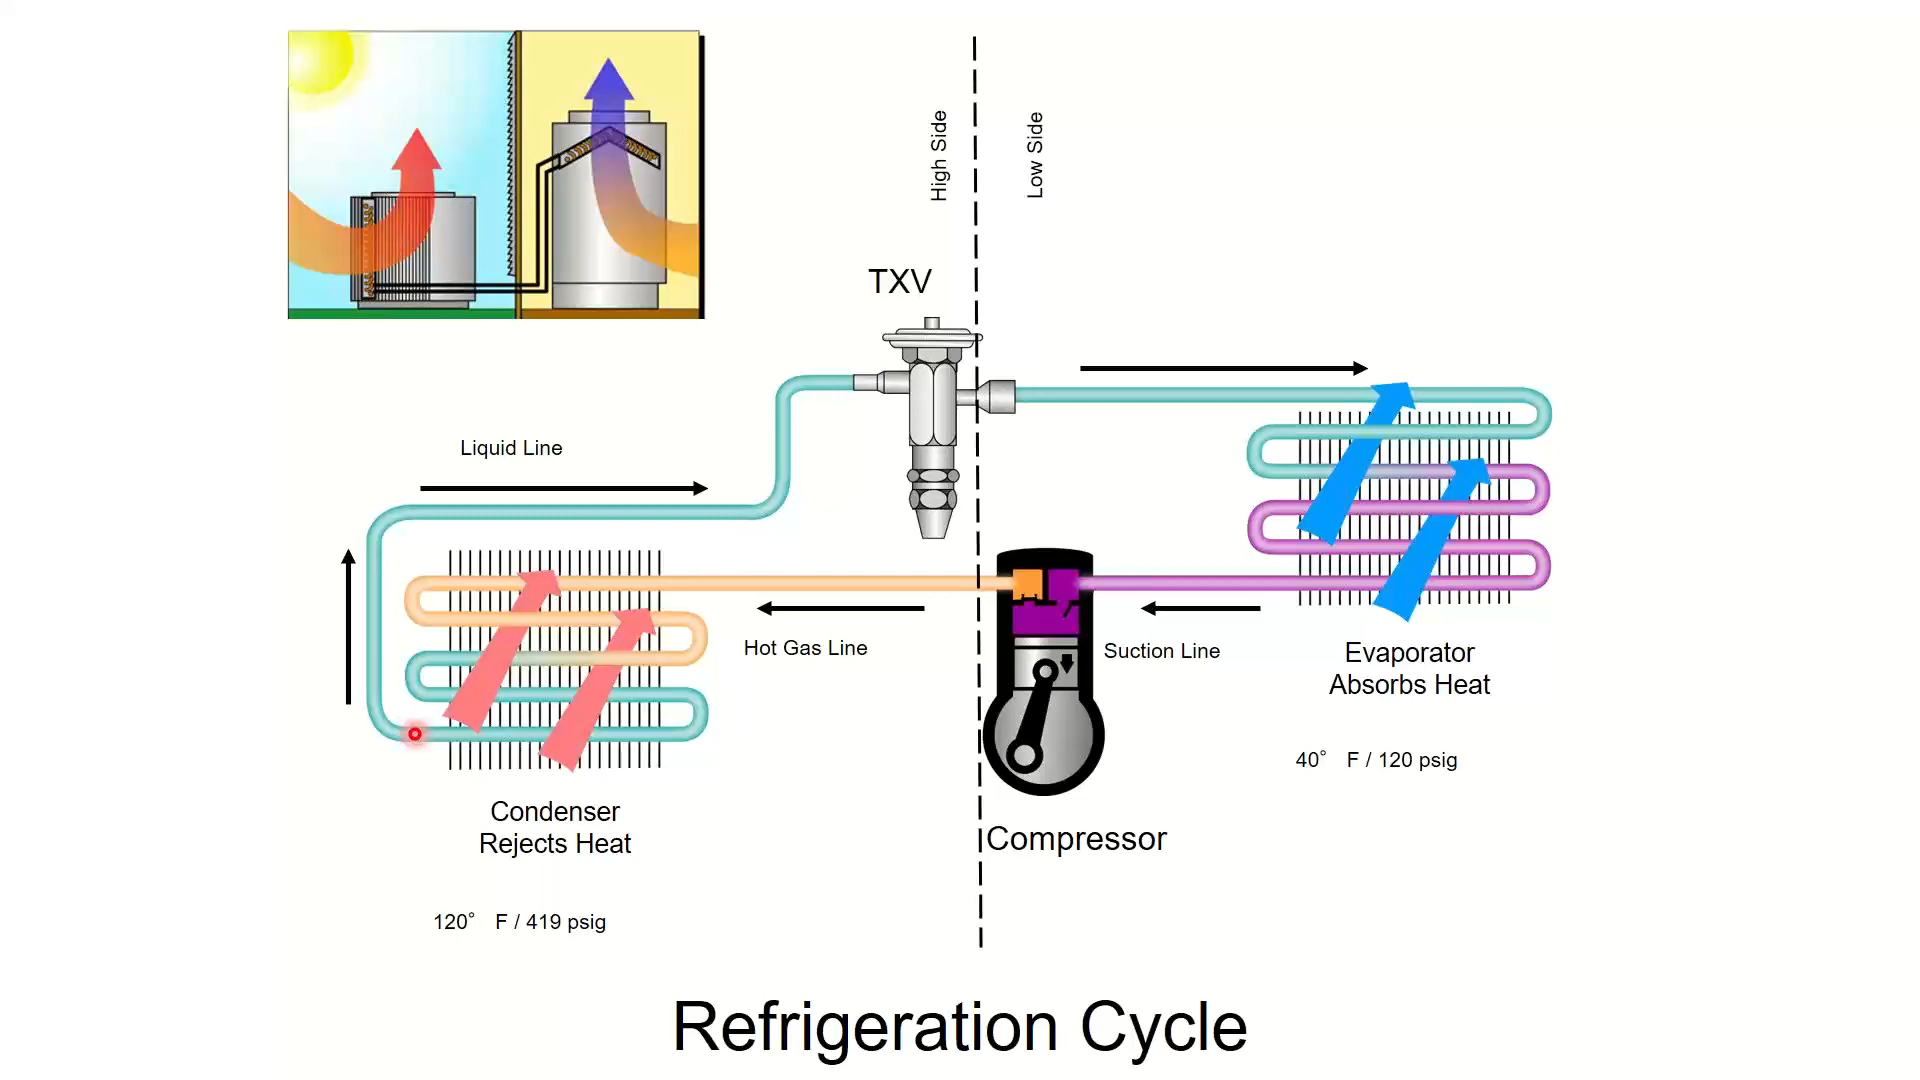 High Side
Low Side
TXV
Liquid Line
Hot Gas Line
Suction Line
Evaporator
Absorbs Heat
40° F / 120 psig
Condenser
Rejects Heat
Compressor
120° F / 419 psig
Refrigeration Cycle